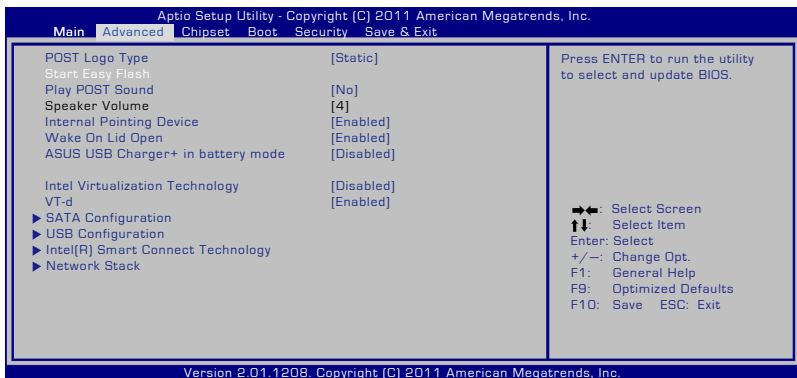 Aptio Setup Utility - Copyright (C) 2011 American Megatrends, Inc.
Main Advanced Chipset Boot Security Save & Exit
POST Logo Type [Static]
Start Easy Flash
Play POST Sound [No]
Speaker Volume [4]
Internal Pointing Device [Enabled]
Wake On Lid Open [Enabled]
ASUS USB Charger+ in battery mode [Disabled]
Intel Virtualization Technology [Disabled]
VT-d [Enabled]
SATA Configuration
USB Configuration
Intel(R) Smart Connect Technology
Network Stack
Press ENTER to run the utility
to select and update BIOS.
→←: Select Screen
↑↓: Select Item
Enter: Select
+/—: Change Opt.
F1: General Help
F9: Optimized Defaults
F10: Save ESC: Exit
Version 2.01.1208. Copyright (C) 2011 American Megatrends, Inc.